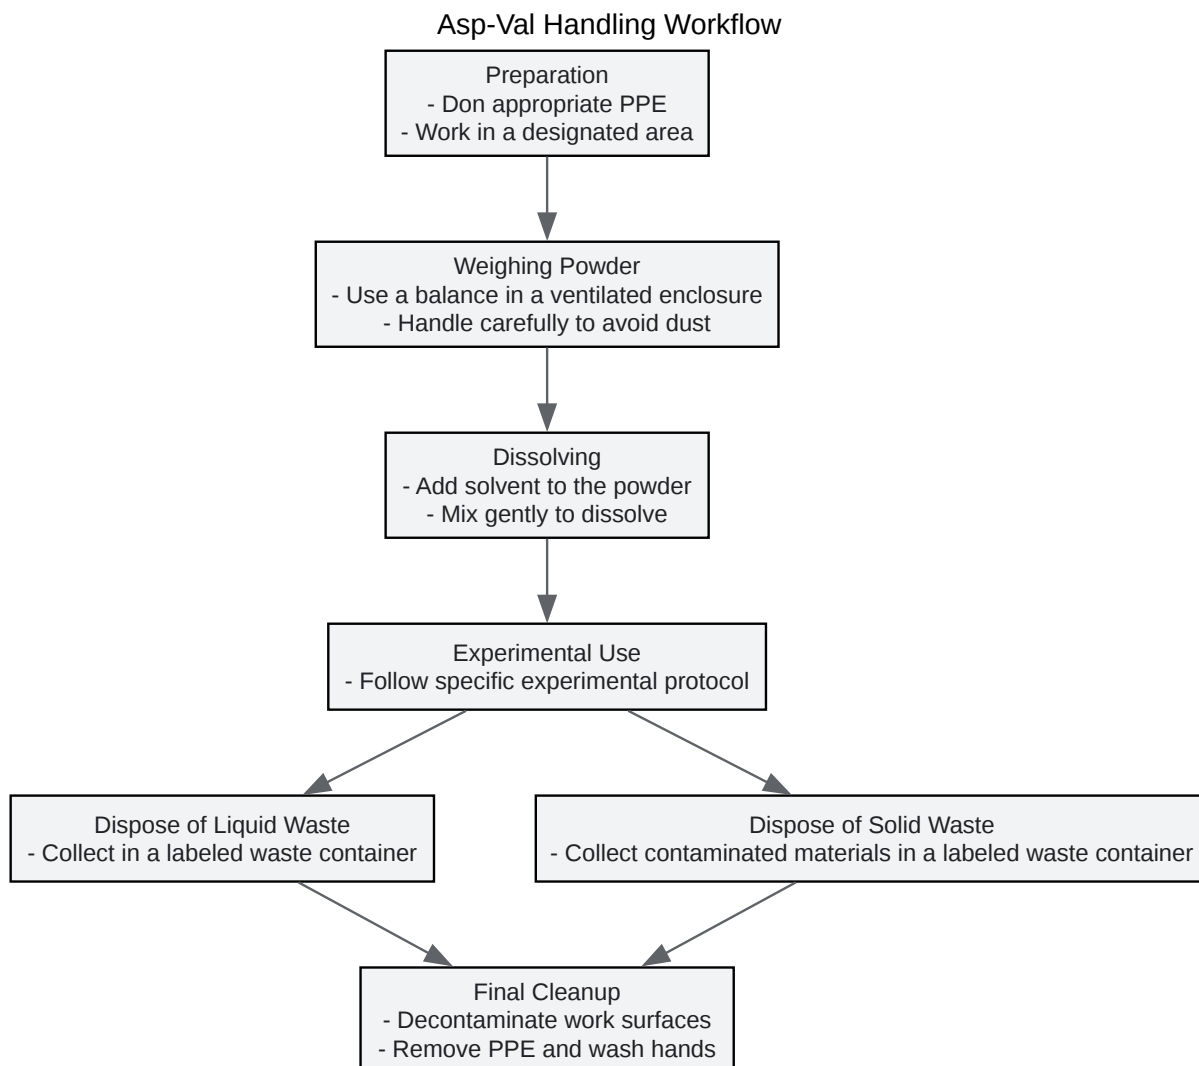 Asp-Val Handling Workflow
Preparation
- Don appropriate PPE
- Work in a designated area
Weighing Powder
- Use a balance in a ventilated enclosure
- Handle carefully to avoid dust
Dissolving
- Add solvent to the powder
- Mix gently to dissolve
Experimental Use
- Follow specific experimental protocol
Dispose of Liquid Waste
- Collect in a labeled waste container
Dispose of Solid Waste
- Collect contaminated materials in a labeled waste container
Final Cleanup
- Decontaminate work surfaces
- Remove PPE and wash hands